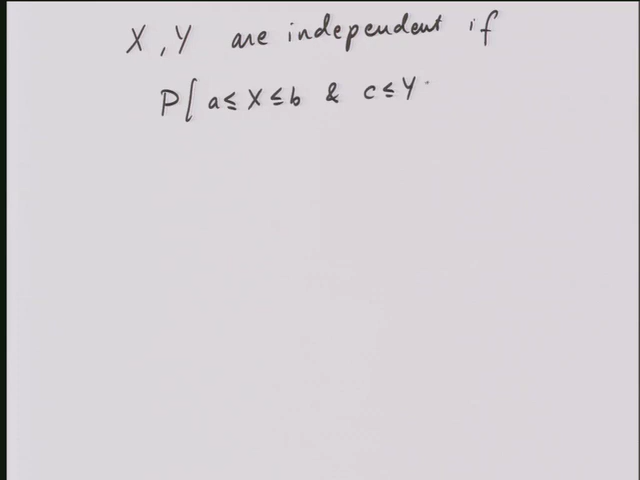 X, Y are independent if
P[ a ≤ X ≤ b & c ≤ Y